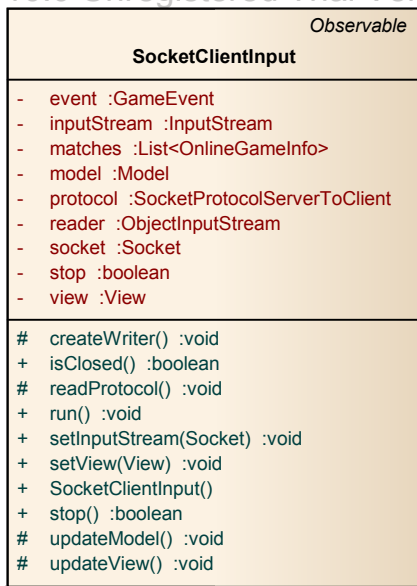 Observable
SocketClientInput
- event :GameEvent
- inputStream :InputStream
- matches :List<OnlineGameInfo>
- model :Model
- protocol :SocketProtocolServerToClient
- reader :ObjectInputStream
- socket :Socket
- stop :boolean
- view :View
# createWriter() :void
+ isClosed() :boolean
# readProtocol() :void
+ run() :void
+ setInputStream(Socket) :void
+ setView(View) :void
+ SocketClientInput()
+ stop() :boolean
# updateModel() :void
# updateView() :void